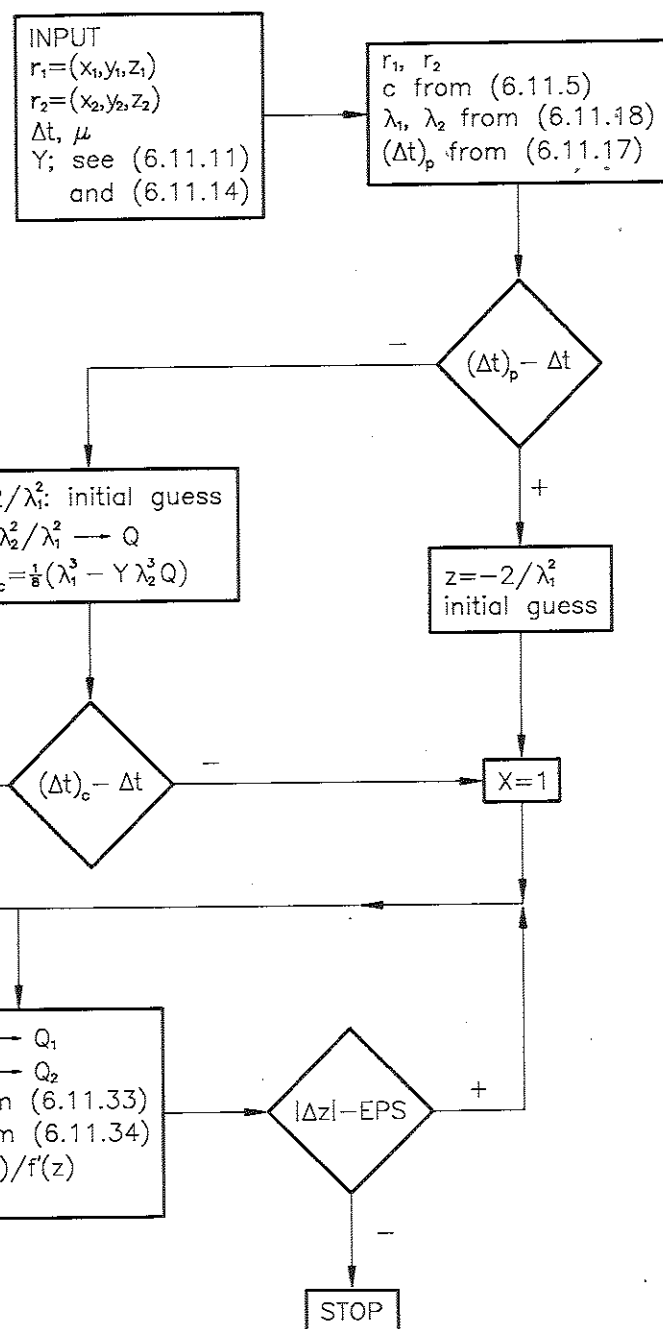 INPUT
r₁=(x₁,y₁,z₁)
r₂=(x₂,y₂,z₂)
Δt, μ
Y; see (6.11.11)
and (6.11.14)
r₁, r₂
c from (6.11.5)
λ₁, λ₂ from (6.11.18)
(Δt)ₚ from (6.11.17)
(Δt)ₚ − Δt
−
+
2/λ₁²: initial guess
λ₂²/λ₁² → Q
c=⅛(λ₁³ − Y λ₂³Q)
z=−2/λ₁²
initial guess
(Δt)c − Δt
−
X=1
→ Q₁
→ Q₂
m (6.11.33)
m (6.11.34)
)/f'(z)
|Δz|−EPS
+
−
STOP